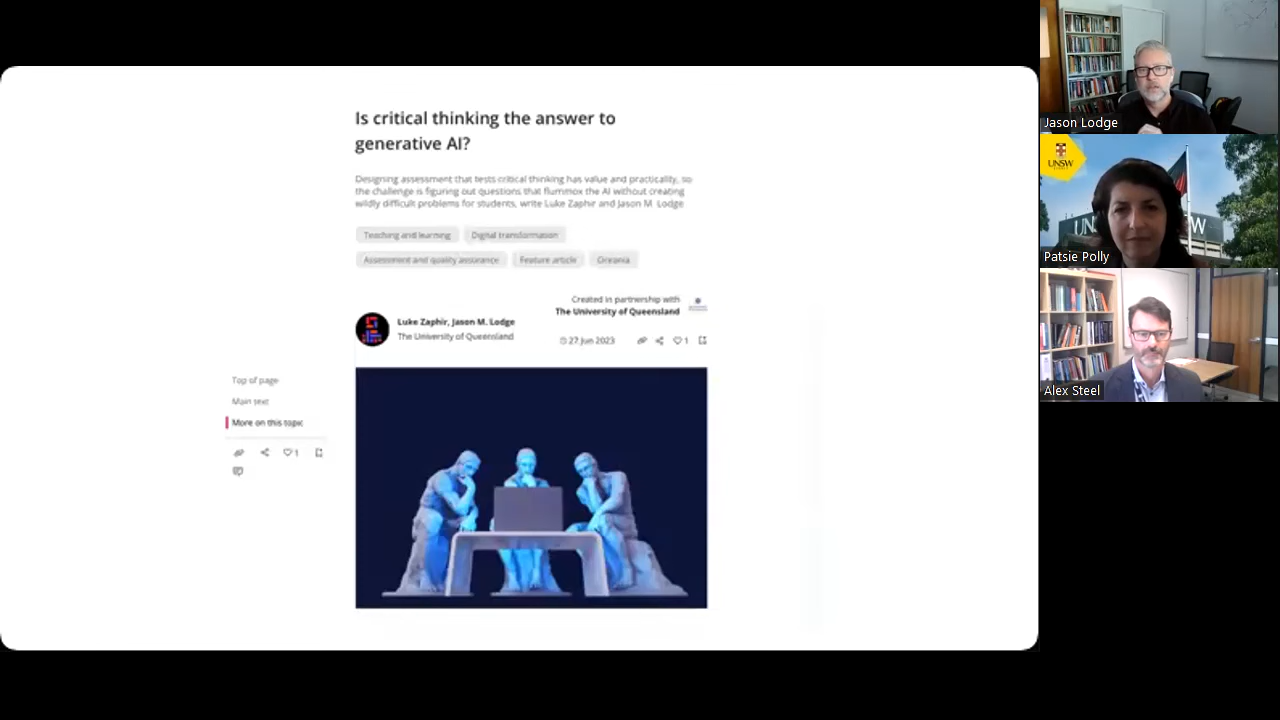 Is critical thinking the answer to
generative AI?
Designing assessment that tests critical thinking has value and practicality, so
the challenge is figuring out questions that flummox the AI without creating
wildly difficult problems for students, write Luke Zaphir and Jason M. Lodge
Teaching and learning
Digital transformation
Assessment and quality assurance
Feature article
Oceania
Created in partnership with
The University of Queensland
Luke Zaphir, Jason M. Lodge
The University of Queensland
27 Jun 2023
1
Top of page
Main text
More on this topic
1
Jason Lodge
UNSW
UN
W
Patsie Polly
Alex Steel